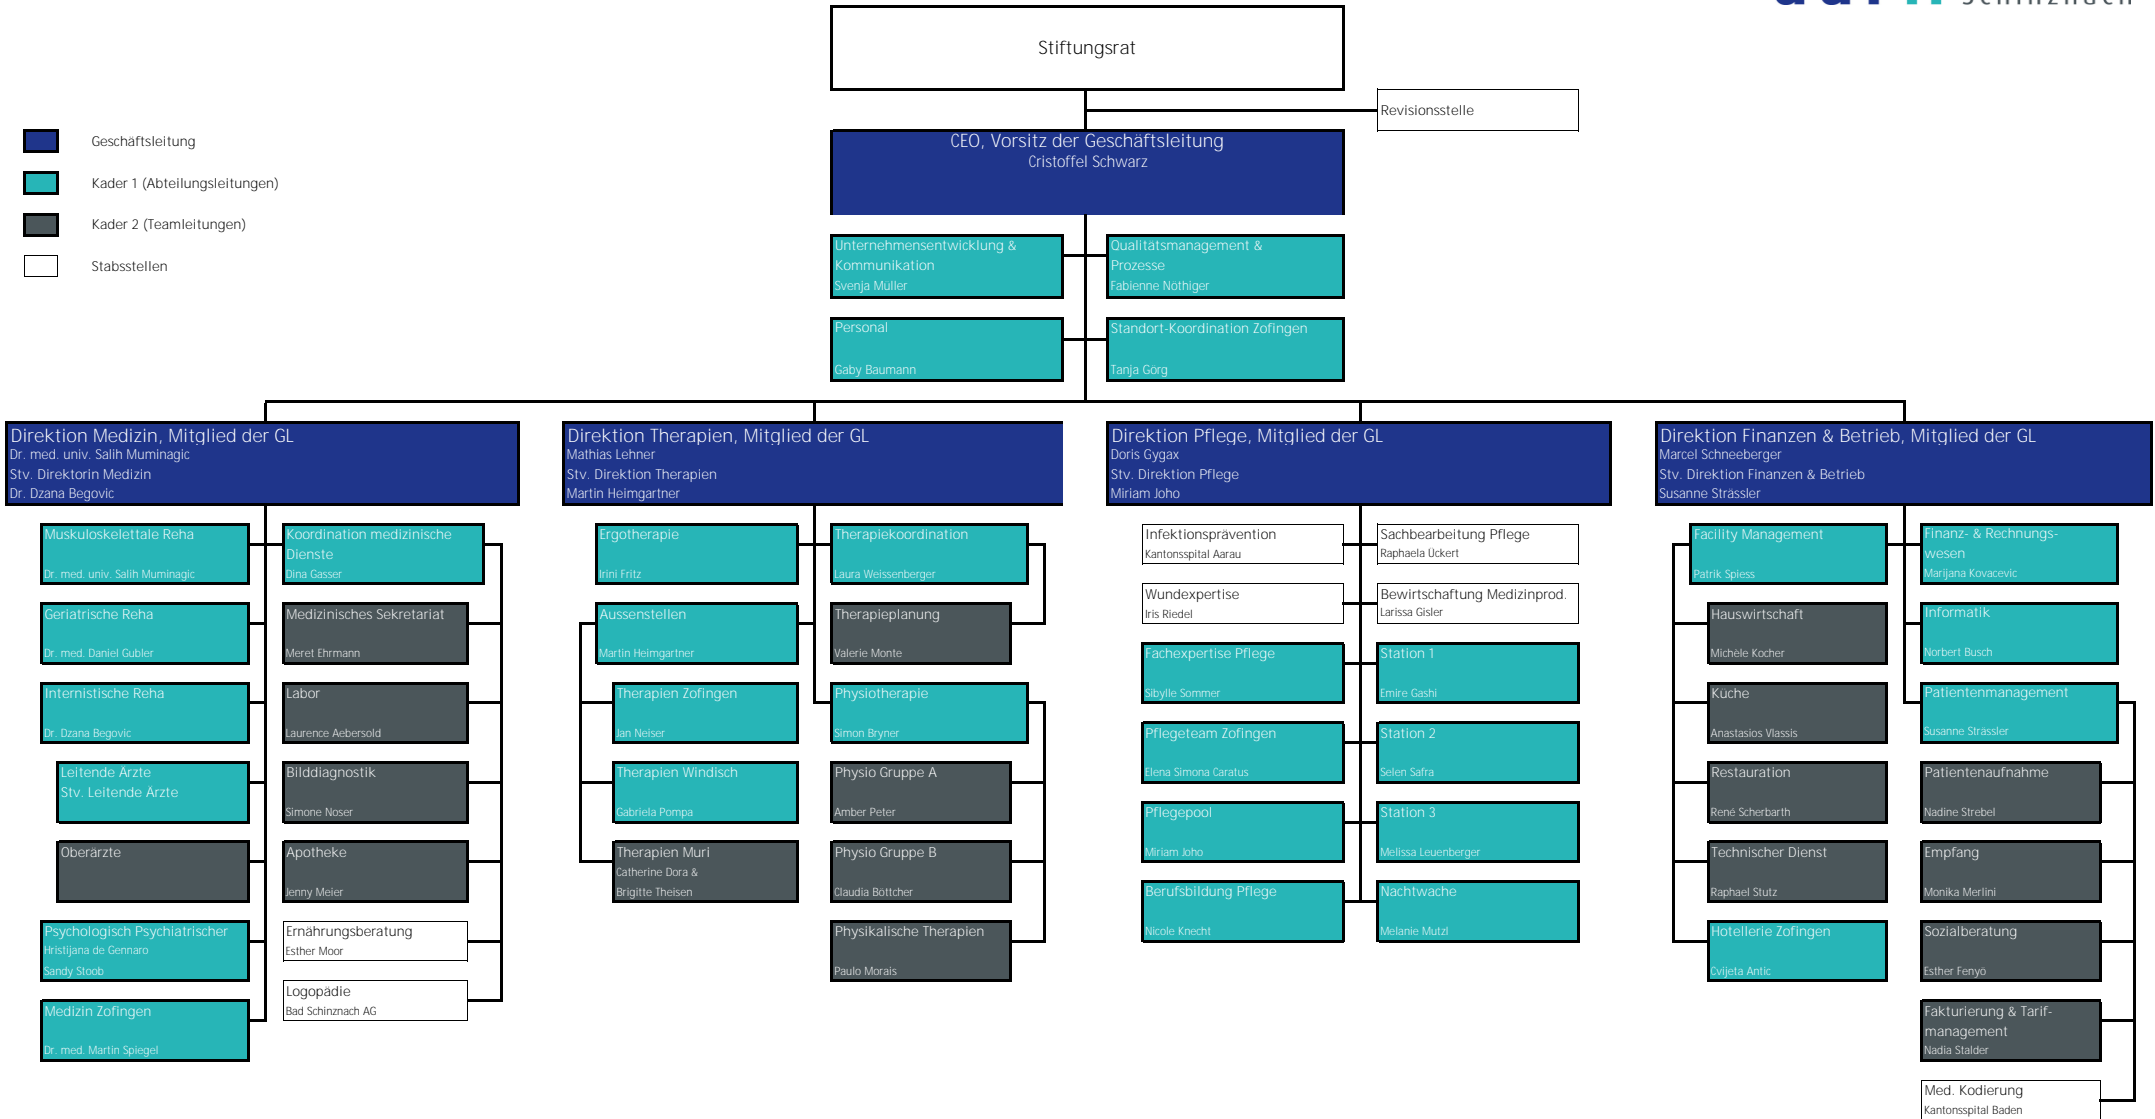 Schinznach
Stiftungsrat
Revisionsstelle
Geschäftsleitung
Kader 1 (Abteilungsleitungen)
Kader 2 (Teamleitungen)
Stabsstellen
CEO, Vorsitz der Geschäftsleitung
Cristoffel Schwarz
Unternehmensentwicklung &
Kommunikation
Svenja Müller
Qualitätsmanagement &
Prozesse
Fabienne Nöthiger
Personal
Gaby Baumann
Standort-Koordination Zofingen
Tanja Görg
Direktion Medizin, Mitglied der GL
Dr. med. univ. Salih Muminagic
Stv. Direktorin Medizin
Dr. Dzana Begovic
Muskuloskelettale Reha
Dr. med. univ. Salih Muminagic
Geriatrische Reha
Dr. med. Daniel Gubler
Internistische Reha
Dr. Dzana Begovic
Leitende Ärzte
Stv. Leitende Ärzte
Oberärzte
Psychologisch Psychiatrischer
Hristijana de Gennaro
Sandy Stoob
Medizin Zofingen
Dr. med. Martin Spiegel
Koordination medizinische
Dienste
Dina Gasser
Medizinisches Sekretariat
Meret Ehrmann
Labor
Laurence Aebersold
Bilddiagnostik
Simone Noser
Apotheke
Jenny Meier
Ernährungsberatung
Esther Moor
Logopädie
Bad Schinznach AG
Direktion Therapien, Mitglied der GL
Mathias Lehner
Stv. Direktion Therapien
Martin Heimgartner
Ergotherapie
Irini Fritz
Aussenstellen
Martin Heimgartner
Therapien Zofingen
Jan Neiser
Therapien Windisch
Gabriela Pompa
Therapien Muri
Catherine Dora &
Brigitte Theisen
Therapiekoordination
Laura Weissenberger
Therapieplanung
Valerie Monte
Physiotherapie
Simon Bryner
Physio Gruppe A
Amber Peter
Physio Gruppe B
Claudia Böttcher
Physikalische Therapien
Paulo Morais
Direktion Pflege, Mitglied der GL
Doris Gygax
Stv. Direktion Pflege
Miriam Joho
Infektionsprävention
Kantonsspital Aarau
Wundexpertise
Iris Riedel
Fachexpertise Pflege
Sibylle Sommer
Pflegeteam Zofingen
Elena Simona Caratus
Pflegepool
Miriam Joho
Berufsbildung Pflege
Nicole Knecht
Sachbearbeitung Pflege
Raphaela Ückert
Bewirtschaftung Medizinprod.
Larissa Gisler
Station 1
Emire Gashi
Station 2
Selen Safra
Station 3
Melissa Leuenberger
Nachtwache
Melanie Mutzl
Direktion Finanzen & Betrieb, Mitglied der GL
Marcel Schneeberger
Stv. Direktion Finanzen & Betrieb
Susanne Strässler
Facility Management
Patrik Spiess
Hauswirtschaft
Michèle Kocher
Küche
Anastasios Vlassis
Restauration
René Scherbarth
Technischer Dienst
Raphael Stutz
Hotellerie Zofingen
Cvijeta Antic
Finanz- & Rechnungs-
wesen
Marijana Kovacevic
Informatik
Norbert Busch
Patientenmanagement
Susanne Strässler
Patientenaufnahme
Nadine Strebel
Empfang
Monika Merlini
Sozialberatung
Esther Fenyö
Fakturierung & Tarif-
management
Nadia Stalder
Med. Kodierung
Kantonsspital Baden